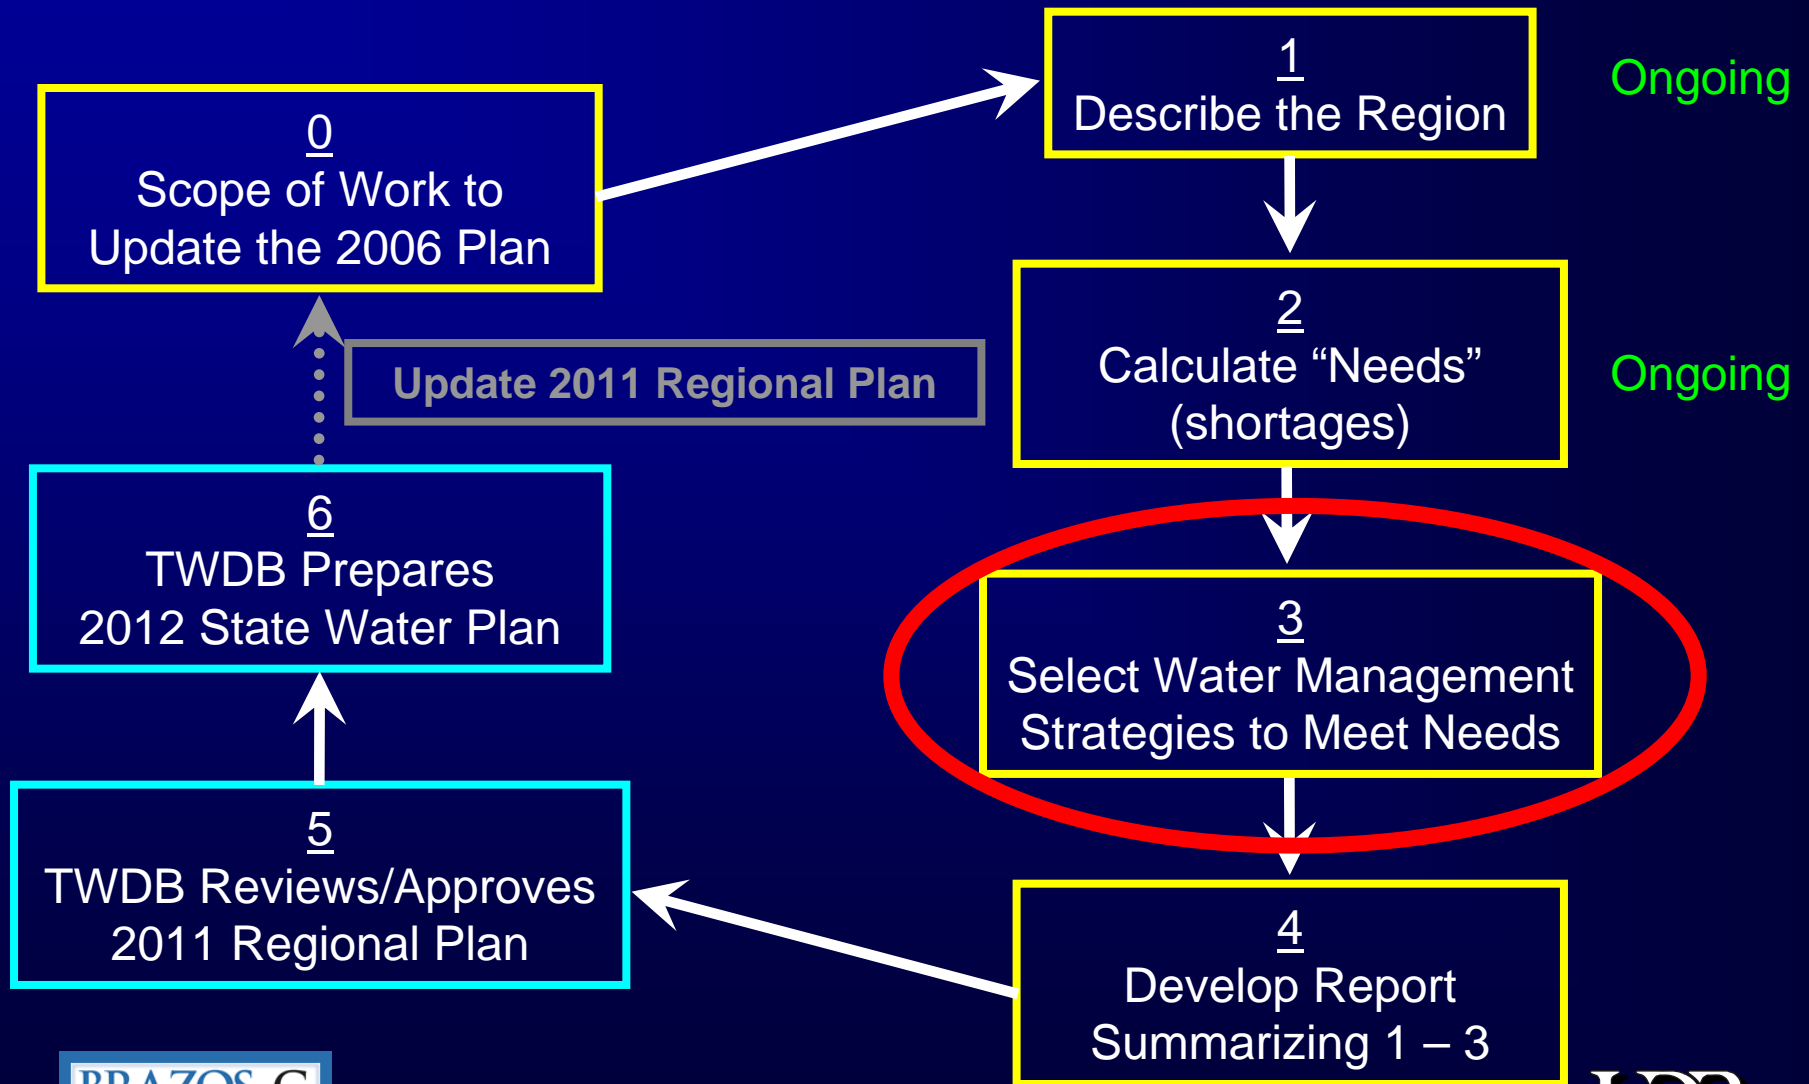 0
Scope of Work to
Update the 2006 Plan
1
Describe the Region
Ongoing
2
Calculate “Needs”
(shortages)
Ongoing
Update 2011 Regional Plan
3
Select Water Management
Strategies to Meet Needs
4
Develop Report
Summarizing 1 – 3
5
TWDB Reviews/Approves
2011 Regional Plan
6
TWDB Prepares
2012 State Water Plan
BRAZOS G